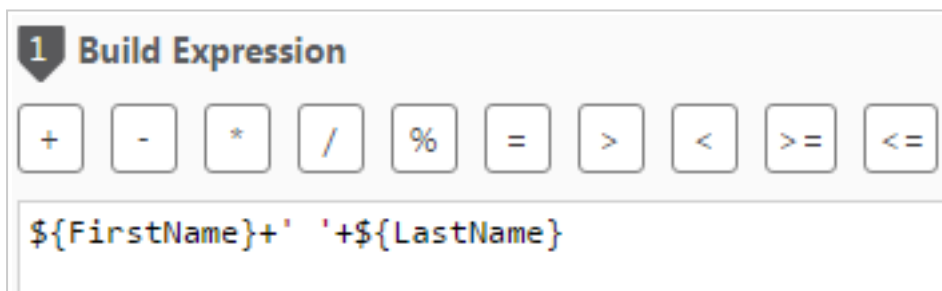 1 Build Expression
+ - * / % = > < >= <=
${FirstName}+' '+${LastName}